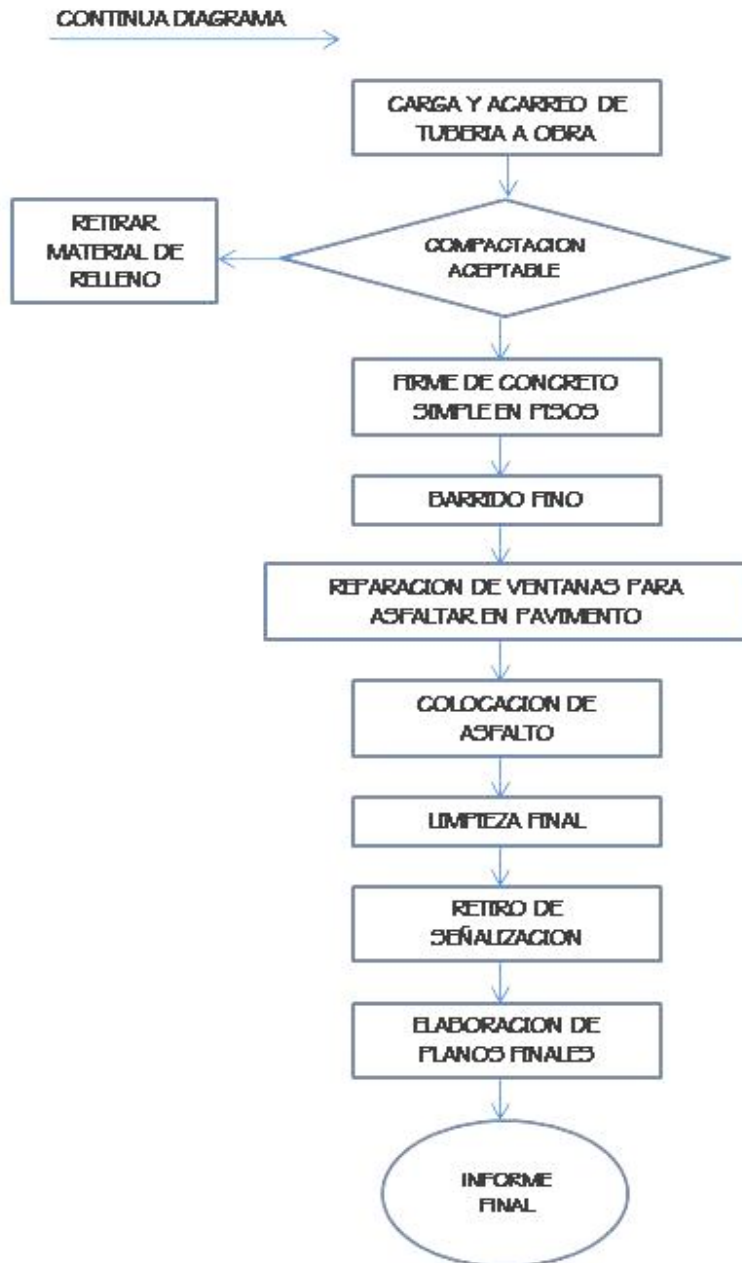 CONTINUA DIAGRAMA
CARGA Y ACARREO DE
TUBERIA A OBRA
RETIRAR
MATERIAL DE
RELLENO
COMPACTACION
ACEPTABLE
FIRME DE CONCRETO
SIMPLE EN PISOS
BARRIDO FINO
REPARACION DE VENTANAS PARA
ASFALTAR EN PAVIMENTO
COLOCACION DE
ASFALTO
LIMPIEZA FINAL
RETIRO DE
SEÑALIZACION
ELABORACION DE
PLANOS FINALES
INFORME
FINAL